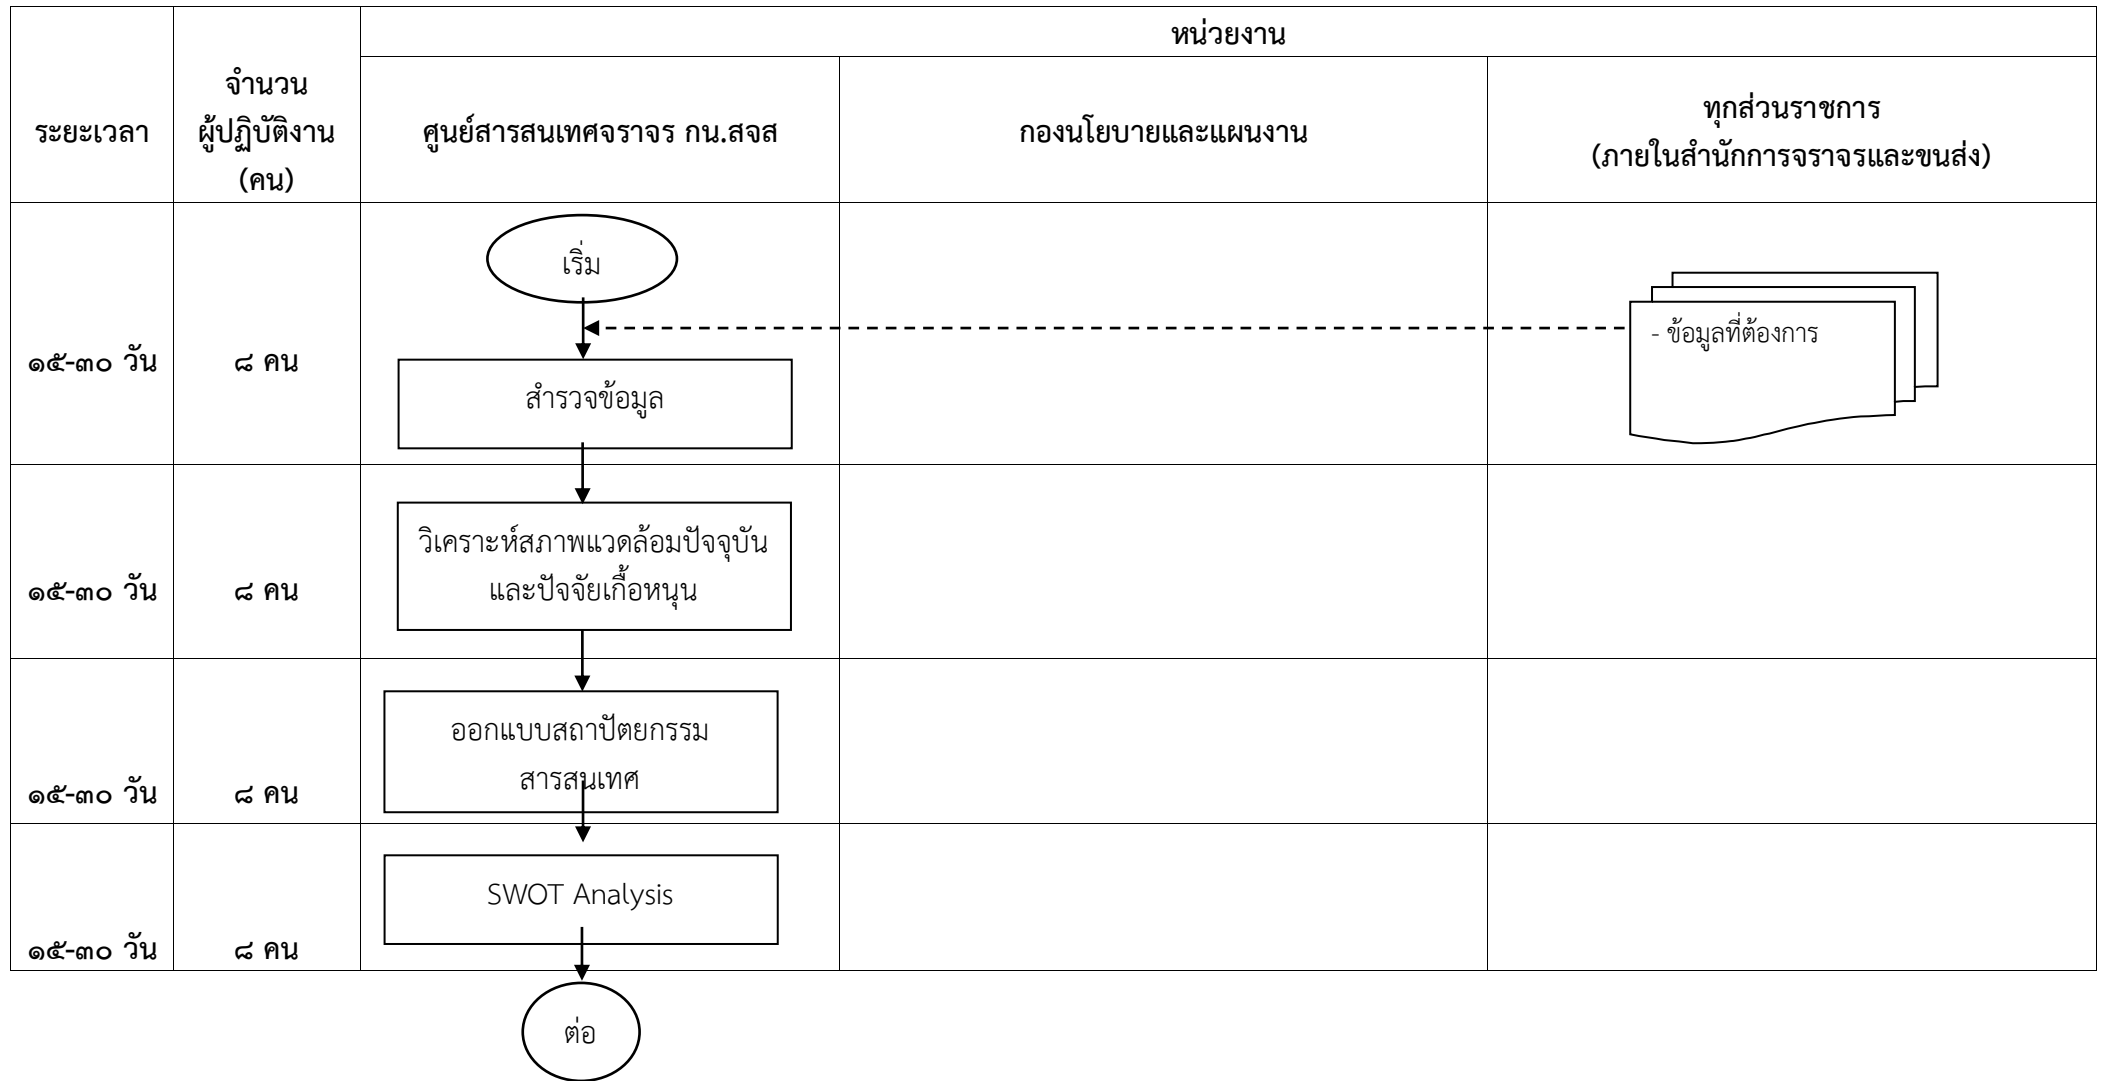 หน่วยงาน
ระยะเวลา
จำนวน
ผู้ปฏิบัติงาน
(คน)
ศูนย์สารสนเทศจราจร กน.สจส
กองนโยบายและแผนงาน
ทุกส่วนราชการ
(ภายในสำนักการจราจรและขนส่ง)
๑๕-๓๐ วัน
๘ คน
เริ่ม
สำรวจข้อมูล
- ข้อมูลที่ต้องการ
๑๕-๓๐ วัน
๘ คน
วิเคราะห์สภาพแวดล้อมปัจจุบัน
และปัจจัยเกื้อหนุน
๑๕-๓๐ วัน
๘ คน
ออกแบบสถาปัตยกรรม
สารสนเทศ
๑๕-๓๐ วัน
๘ คน
SWOT Analysis
ต่อ